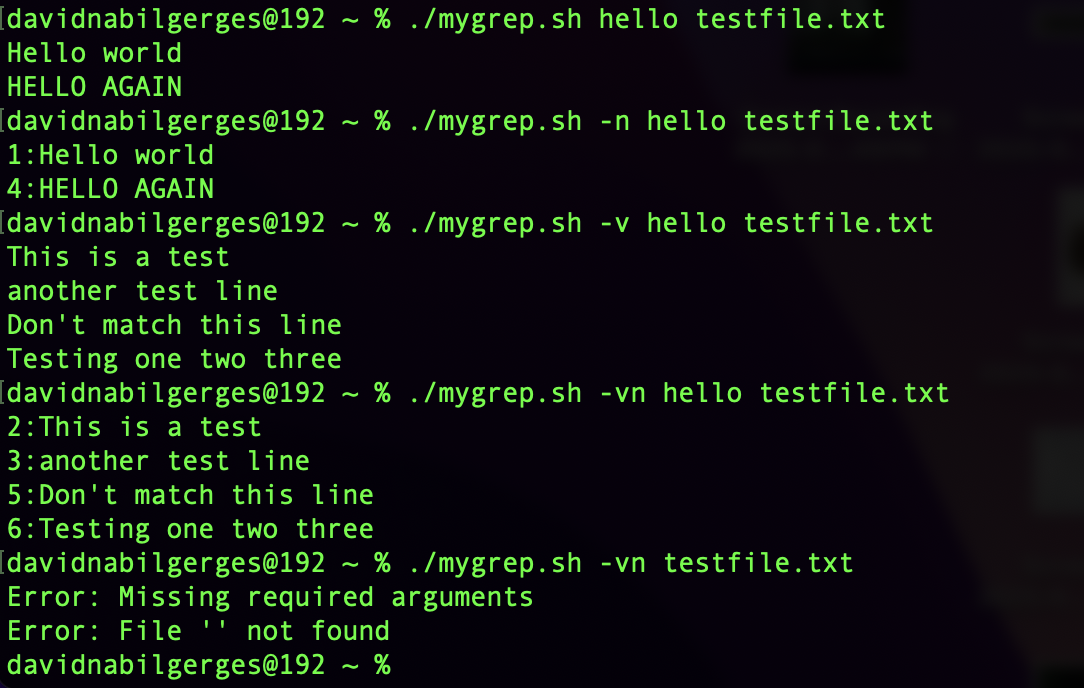 davidnabilgerges@192 ~ % ./mygrep.sh hello testfile.txt
Hello world
HELLO AGAIN
davidnabilgerges@192 ~ % ./mygrep.sh -n hello testfile.txt
1:Hello world
4:HELLO AGAIN
davidnabilgerges@192 ~ % ./mygrep.sh -v hello testfile.txt
This is a test
another test line
Don't match this line
Testing one two three
davidnabilgerges@192 ~ % ./mygrep.sh -vn hello testfile.txt
2:This is a test
3:another test line
5:Don't match this line
6:Testing one two three
davidnabilgerges@192 ~ % ./mygrep.sh -vn testfile.txt
Error: Missing required arguments
Error: File '' not found
davidnabilgerges@192 ~ %